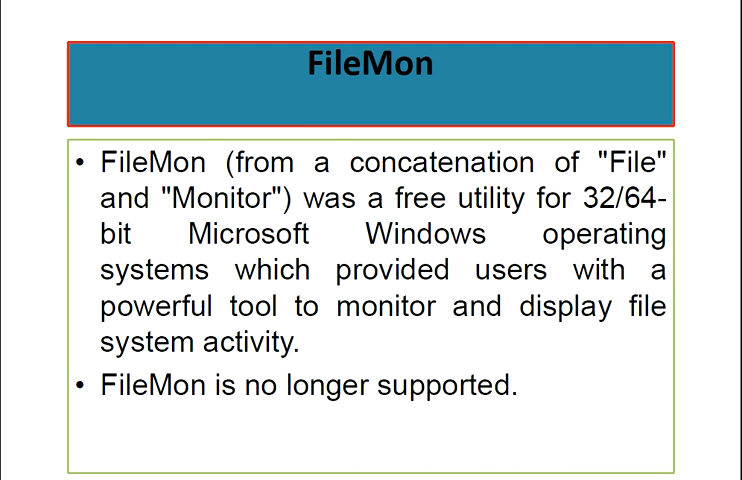 FileMon
• FileMon (from a concatenation of "File"
and "Monitor") was a free utility for 32/64-
bit Microsoft Windows operating
systems which provided users with a
powerful tool to monitor and display file
system activity.
• FileMon is no longer supported.